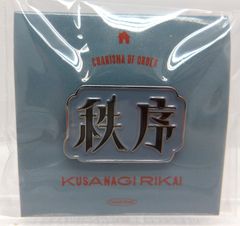 CHARISMA OF ORDER
秩序
KUSANAGI RIKAI